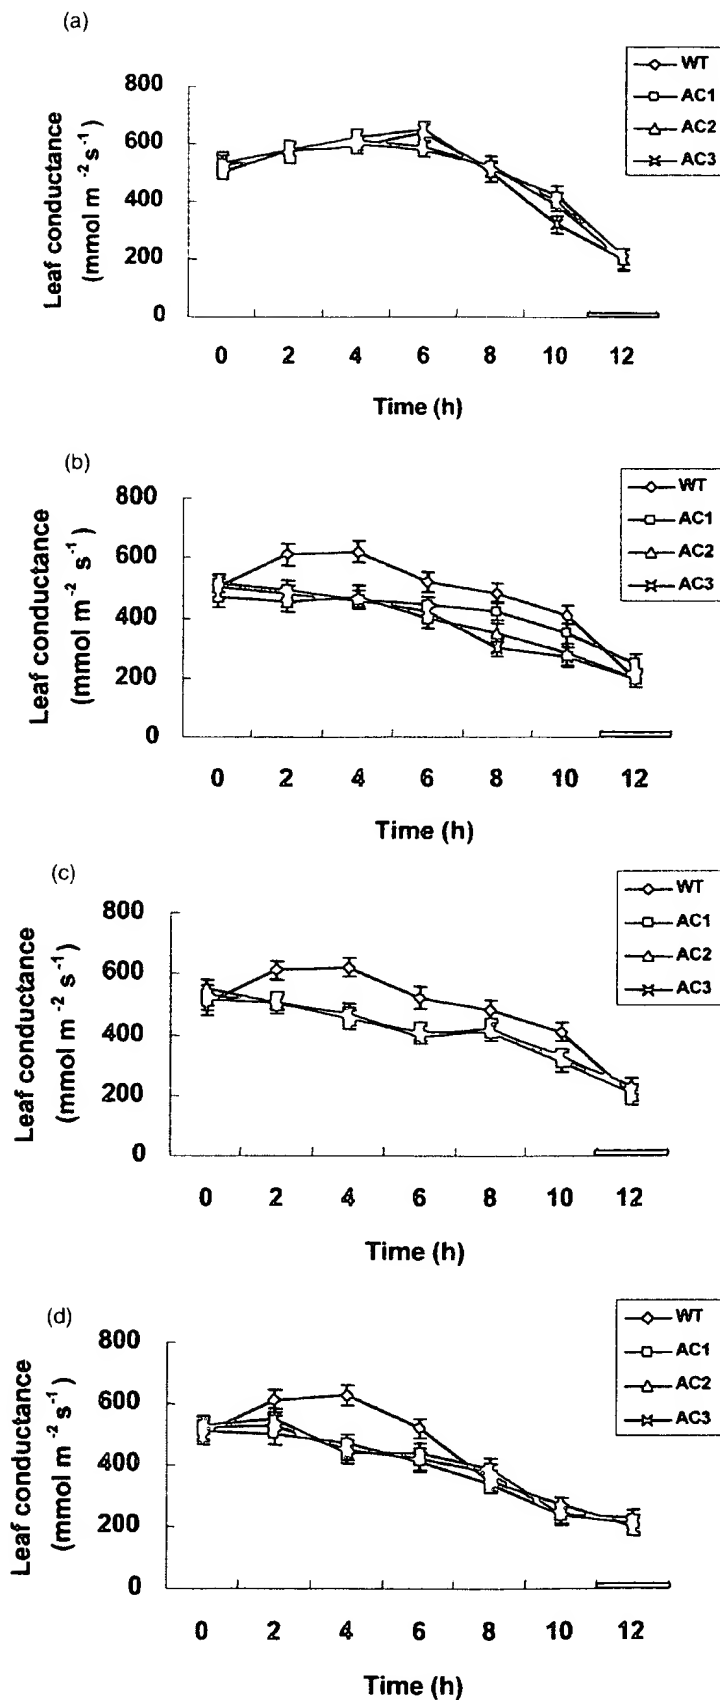 (a)
WT
AC1
AC2
AC3
Leaf conductance
(mmol m⁻² s⁻¹)
800
600
400
200
0
0 2 4 6 8 10 12
Time (h)
(b)
WT
AC1
AC2
AC3
Leaf conductance
(mmol m⁻² s⁻¹)
800
600
400
200
0
0 2 4 6 8 10 12
Time (h)
(c)
WT
AC1
AC2
AC3
Leaf conductance
(mmol m⁻² s⁻¹)
800
600
400
200
0
0 2 4 6 8 10 12
Time (h)
(d)
WT
AC1
AC2
AC3
Leaf conductance
(mmol m⁻² s⁻¹)
800
600
400
200
0
0 2 4 6 8 10 12
Time (h)